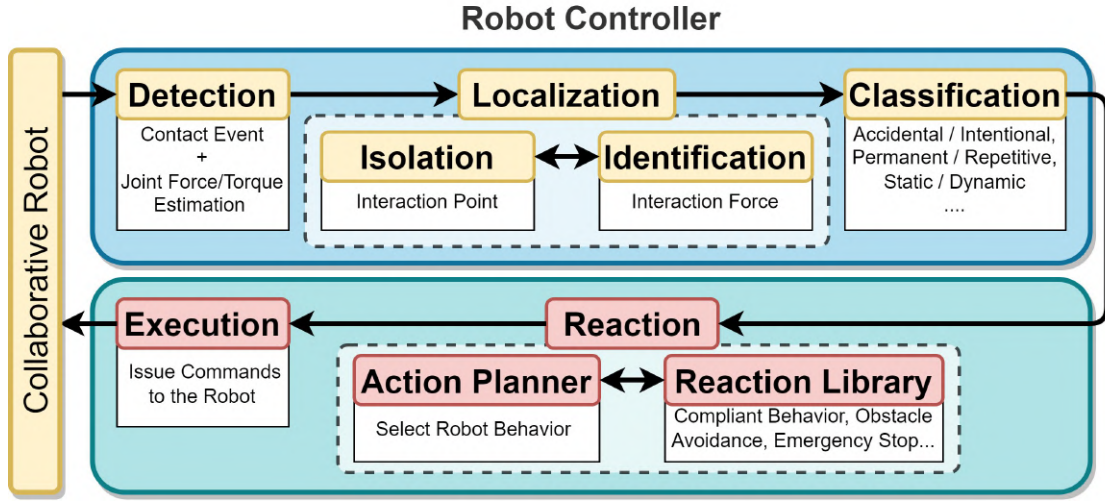 Robot Controller
Collaborative Robot
Detection
Contact Event
+
Joint Force/Torque
Estimation
Localization
Isolation
Interaction Point
Identification
Interaction Force
Classification
Accidental / Intentional,
Permanent / Repetitive,
Static / Dynamic
....
Reaction
Action Planner
Select Robot Behavior
Reaction Library
Compliant Behavior, Obstacle
Avoidance, Emergency Stop...
Execution
Issue Commands
to the Robot